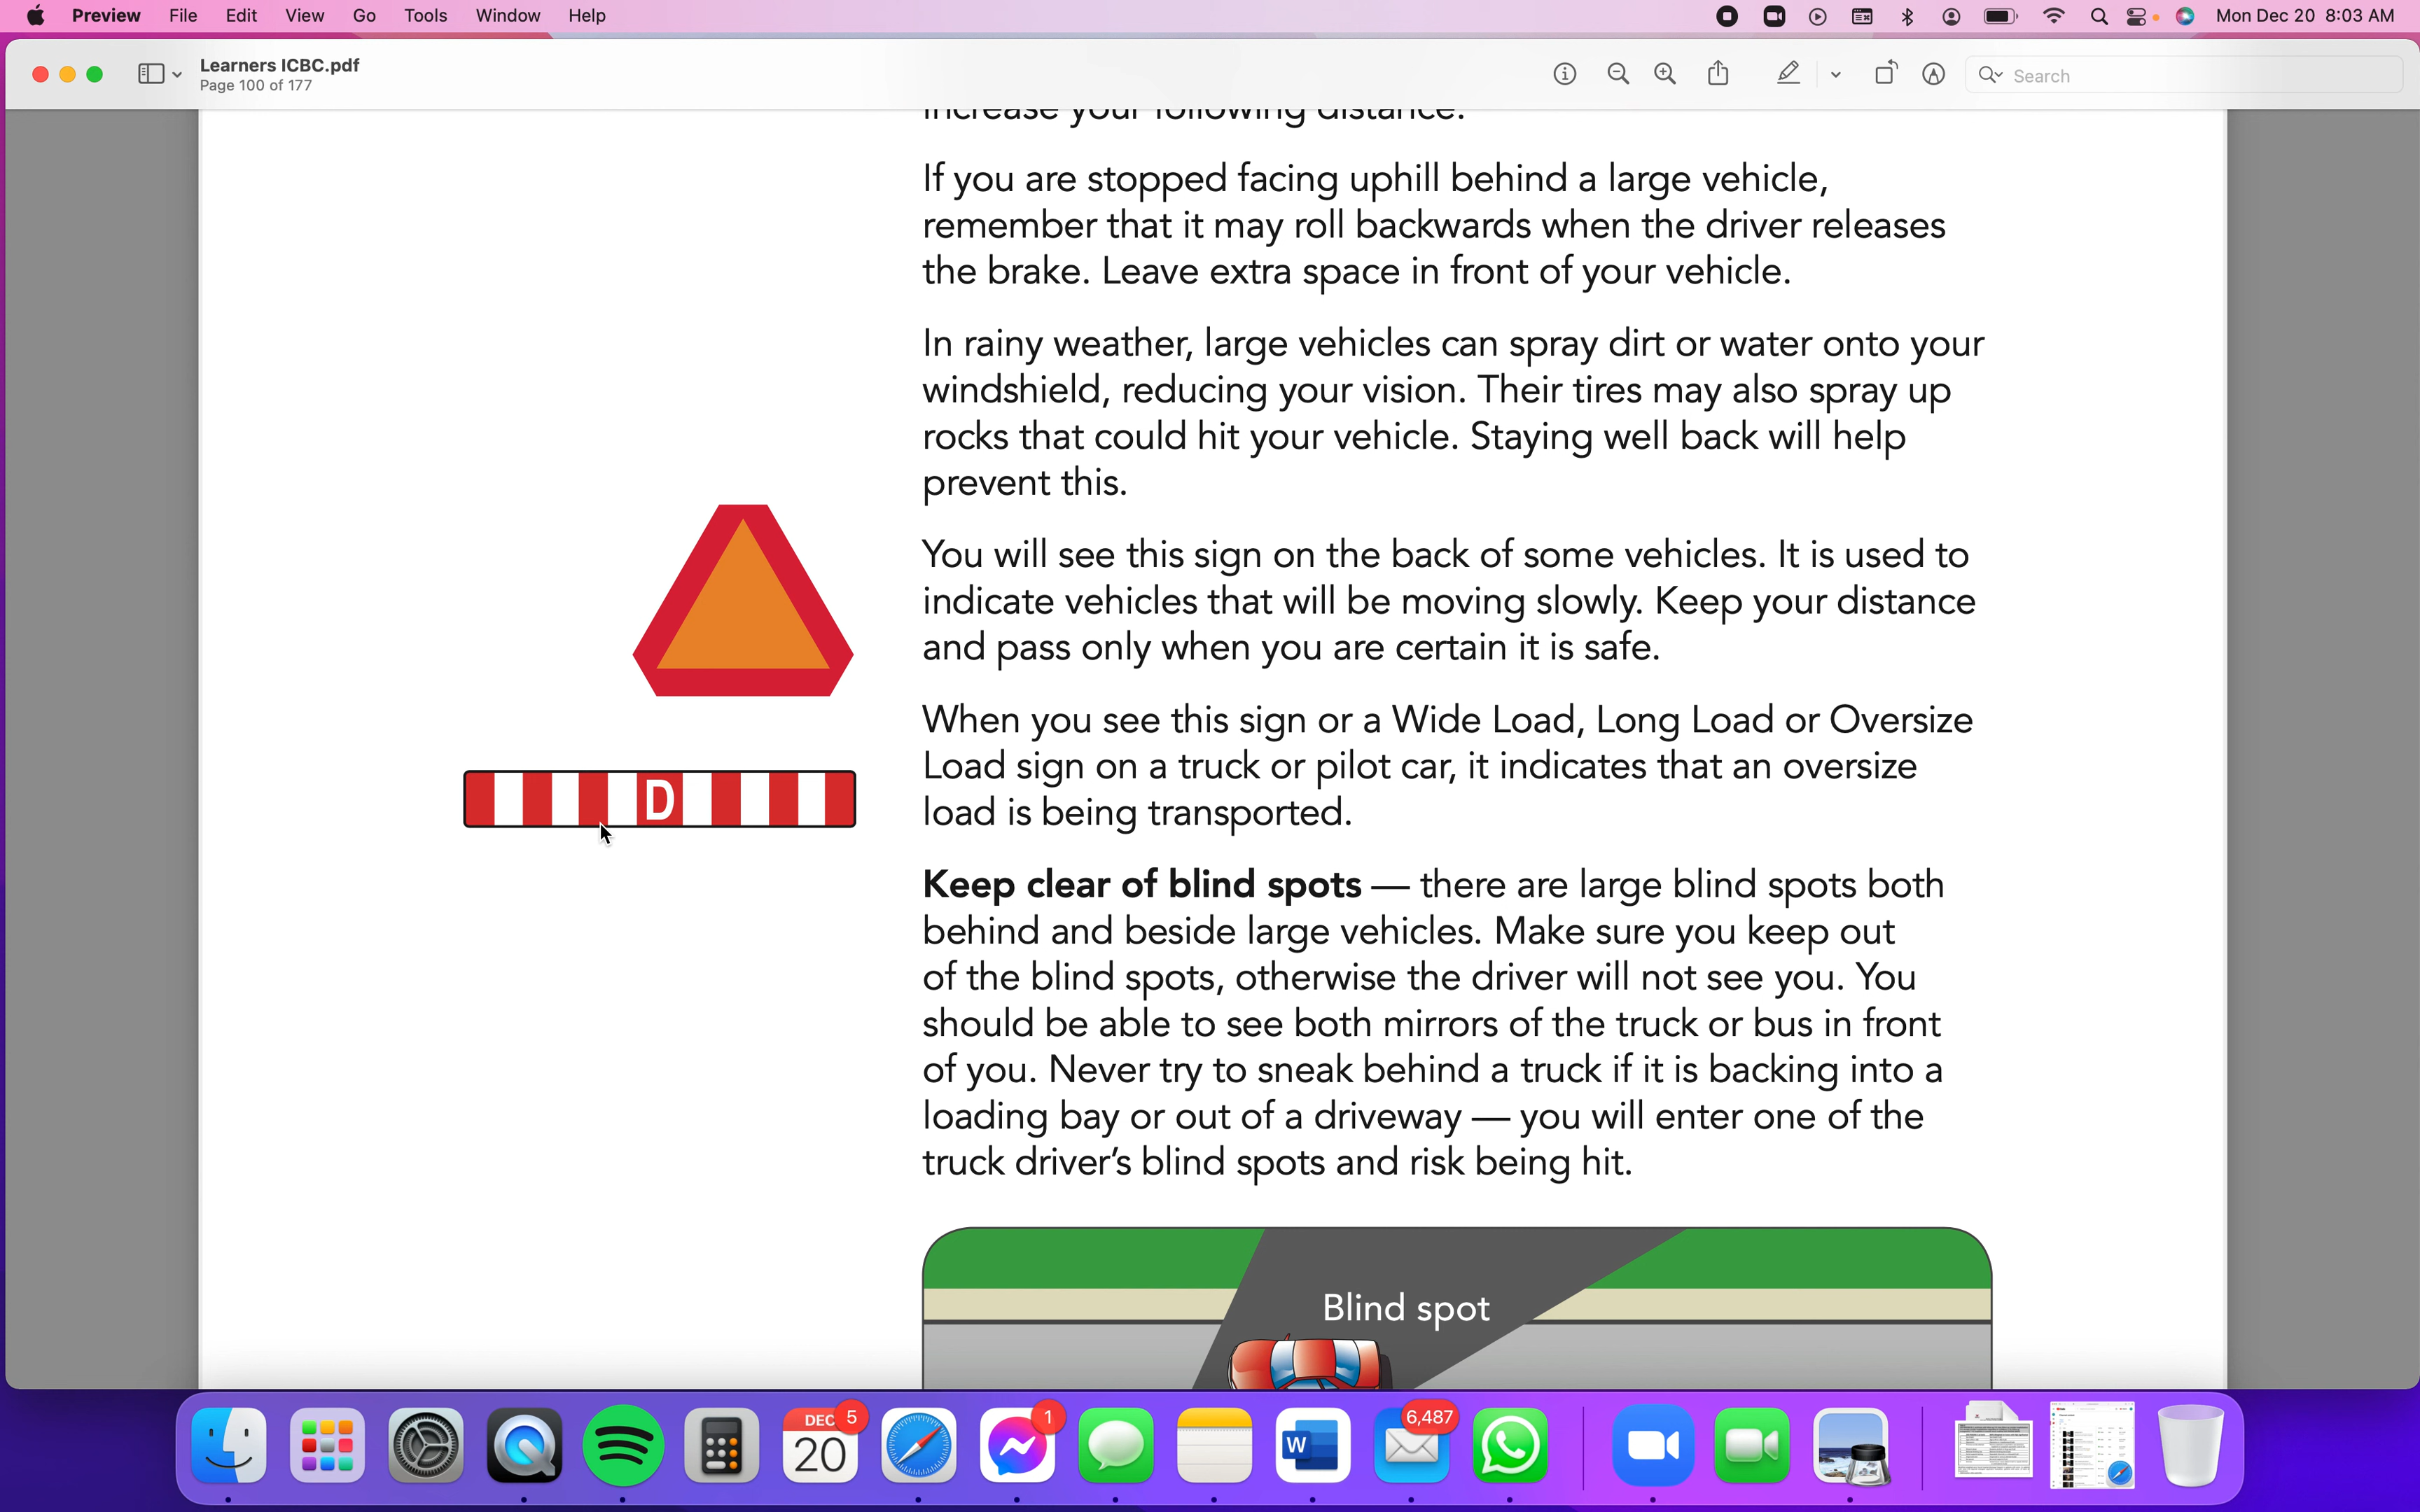 Preview File Edit View Go Tools Window Help Mon Dec 20 8:03 AM
Learners ICBC.pdf
Page 100 of 177
Search
increase your following distance.
If you are stopped facing uphill behind a large vehicle,
remember that it may roll backwards when the driver releases
the brake. Leave extra space in front of your vehicle.
In rainy weather, large vehicles can spray dirt or water onto your
windshield, reducing your vision. Their tires may also spray up
rocks that could hit your vehicle. Staying well back will help
prevent this.
You will see this sign on the back of some vehicles. It is used to
indicate vehicles that will be moving slowly. Keep your distance
and pass only when you are certain it is safe.
D
When you see this sign or a Wide Load, Long Load or Oversize
Load sign on a truck or pilot car, it indicates that an oversize
load is being transported.
Keep clear of blind spots — there are large blind spots both
behind and beside large vehicles. Make sure you keep out
of the blind spots, otherwise the driver will not see you. You
should be able to see both mirrors of the truck or bus in front
of you. Never try to sneak behind a truck if it is backing into a
loading bay or out of a driveway — you will enter one of the
truck driver's blind spots and risk being hit.
Blind spot
DEC 5 1 6,487
20 W